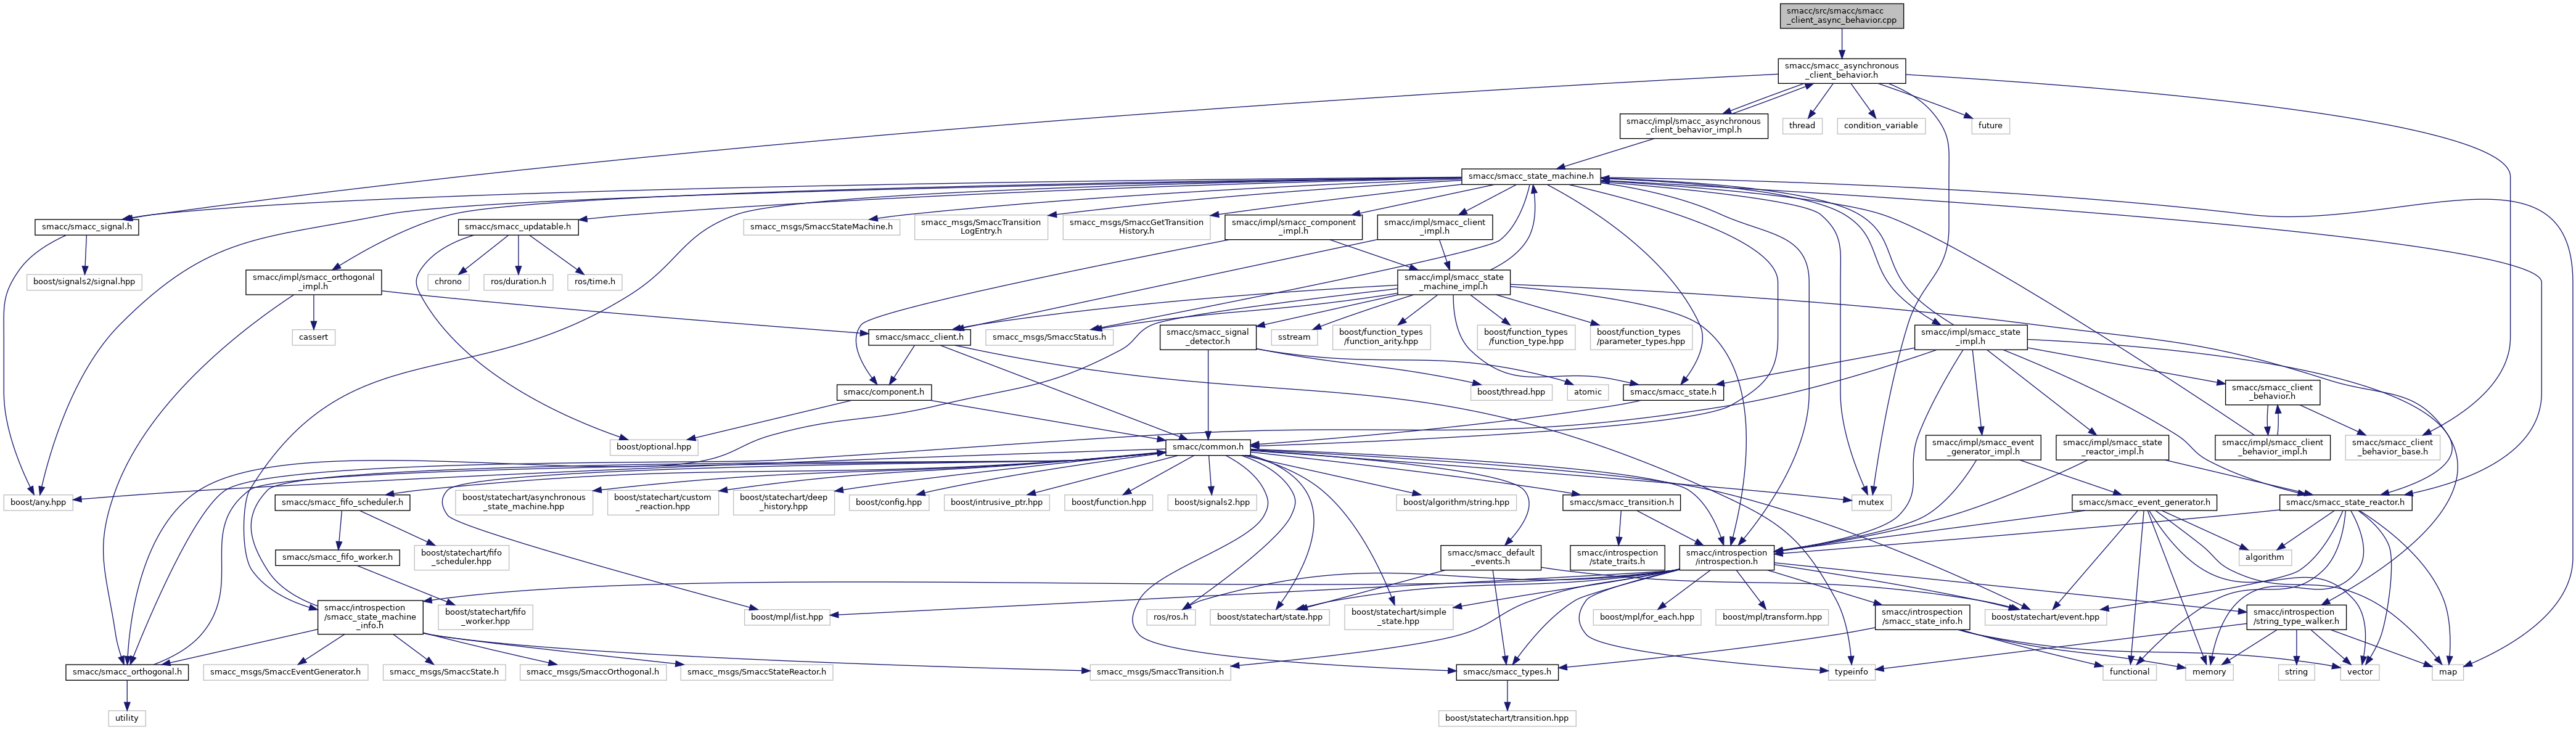 smacc/src/smacc/smacc
_client_async_behavior.cpp
smacc/smacc_asynchronous
_client_behavior.h
smacc/impl/smacc_asynchronous
_client_behavior_impl.h
thread
condition_variable
future
smacc/smacc_state_machine.h
smacc/smacc_signal.h
smacc/smacc_updatable.h
smacc_msgs/SmaccStateMachine.h
smacc_msgs/SmaccTransition
LogEntry.h
smacc_msgs/SmaccGetTransition
History.h
smacc/impl/smacc_component
_impl.h
smacc/impl/smacc_client
_impl.h
boost/signals2/signal.hpp
smacc/impl/smacc_orthogonal
_impl.h
chrono
ros/duration.h
ros/time.h
smacc/impl/smacc_state
_machine_impl.h
cassert
smacc/smacc_client.h
smacc_msgs/SmaccStatus.h
smacc/smacc_signal
_detector.h
sstream
boost/function_types
/function_arity.hpp
boost/function_types
/function_type.hpp
boost/function_types
/parameter_types.hpp
smacc/impl/smacc_state
_impl.h
smacc/component.h
boost/thread.hpp
atomic
smacc/smacc_state.h
smacc/smacc_client
_behavior.h
boost/optional.hpp
smacc/common.h
smacc/impl/smacc_event
_generator_impl.h
smacc/impl/smacc_state
_reactor_impl.h
smacc/impl/smacc_client
_behavior_impl.h
smacc/smacc_client
_behavior_base.h
boost/any.hpp
smacc/smacc_fifo_scheduler.h
boost/statechart/asynchronous
_state_machine.hpp
boost/statechart/custom
_reaction.hpp
boost/statechart/deep
_history.hpp
boost/config.hpp
boost/intrusive_ptr.hpp
boost/function.hpp
boost/signals2.hpp
boost/algorithm/string.hpp
smacc/smacc_transition.h
mutex
smacc/smacc_event_generator.h
smacc/smacc_state_reactor.h
smacc/smacc_fifo_worker.h
boost/statechart/fifo
_scheduler.hpp
smacc/smacc_default
_events.h
smacc/introspection
/state_traits.h
smacc/introspection
/introspection.h
algorithm
smacc/introspection
/smacc_state_machine
_info.h
boost/statechart/fifo
_worker.hpp
boost/mpl/list.hpp
ros/ros.h
boost/statechart/state.hpp
boost/statechart/simple
_state.hpp
boost/mpl/for_each.hpp
boost/mpl/transform.hpp
smacc/introspection
/smacc_state_info.h
boost/statechart/event.hpp
smacc/introspection
/string_type_walker.h
smacc/smacc_orthogonal.h
smacc_msgs/SmaccEventGenerator.h
smacc_msgs/SmaccState.h
smacc_msgs/SmaccOrthogonal.h
smacc_msgs/SmaccStateReactor.h
smacc_msgs/SmaccTransition.h
smacc/smacc_types.h
typeinfo
functional
memory
string
vector
map
utility
boost/statechart/transition.hpp